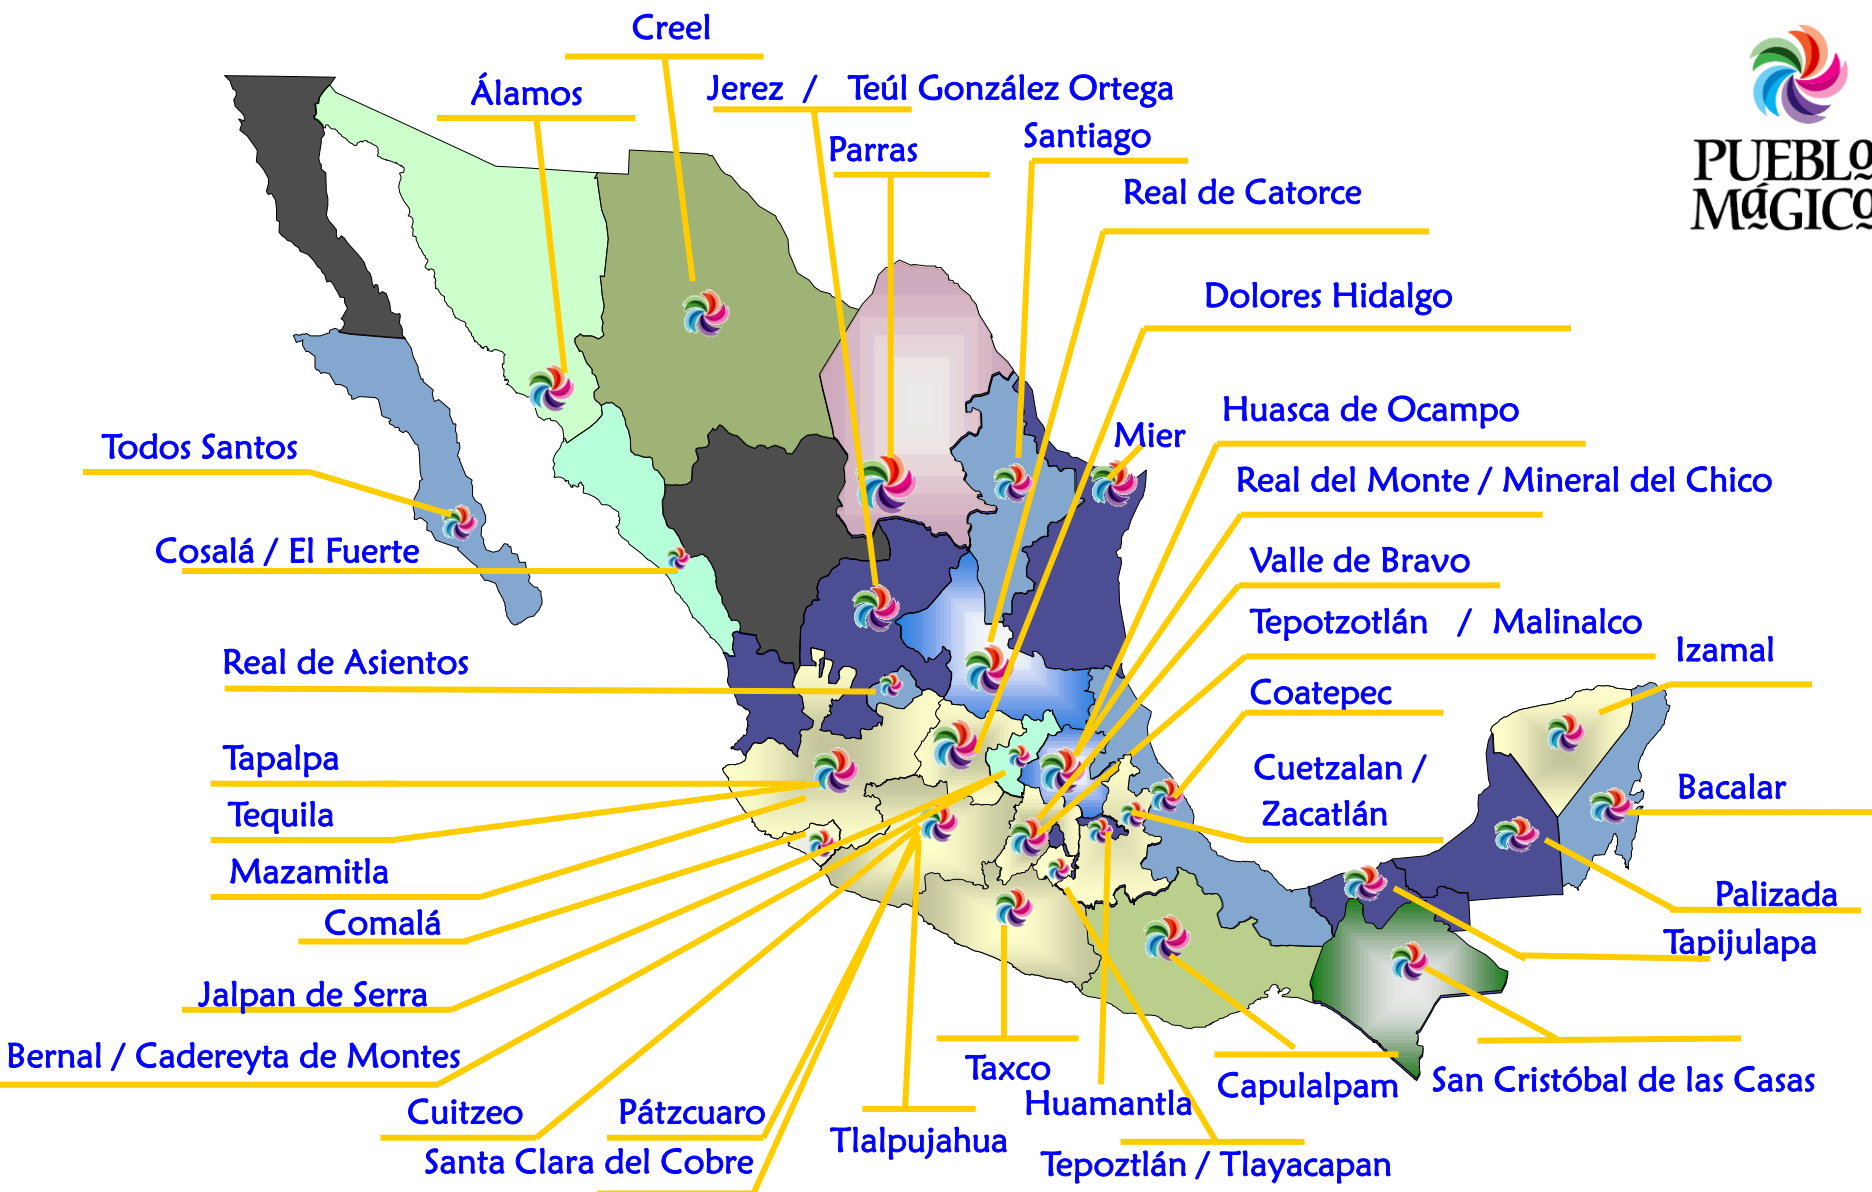 Creel
Álamos
Jerez / Teúl González Ortega
Parras
Santiago
Real de Catorce
PUEBLO
MáGICO
Dolores Hidalgo
Huasca de Ocampo
Mier
Todos Santos
Real del Monte / Mineral del Chico
Cosalá / El Fuerte
Valle de Bravo
Tepotzotlán / Malinalco
Izamal
Real de Asientos
Coatepec
Tapalpa
Cuetzalan /
Zacatlán
Bacalar
Tequila
Mazamitla
Palizada
Comalá
Tapijulapa
Jalpan de Serra
Bernal / Cadereyta de Montes
Taxco
San Cristóbal de las Casas
Capulalpam
Huamantla
Cuitzeo
Pátzcuaro
Tlalpujahua
Santa Clara del Cobre
Tepoztlán / Tlayacapan